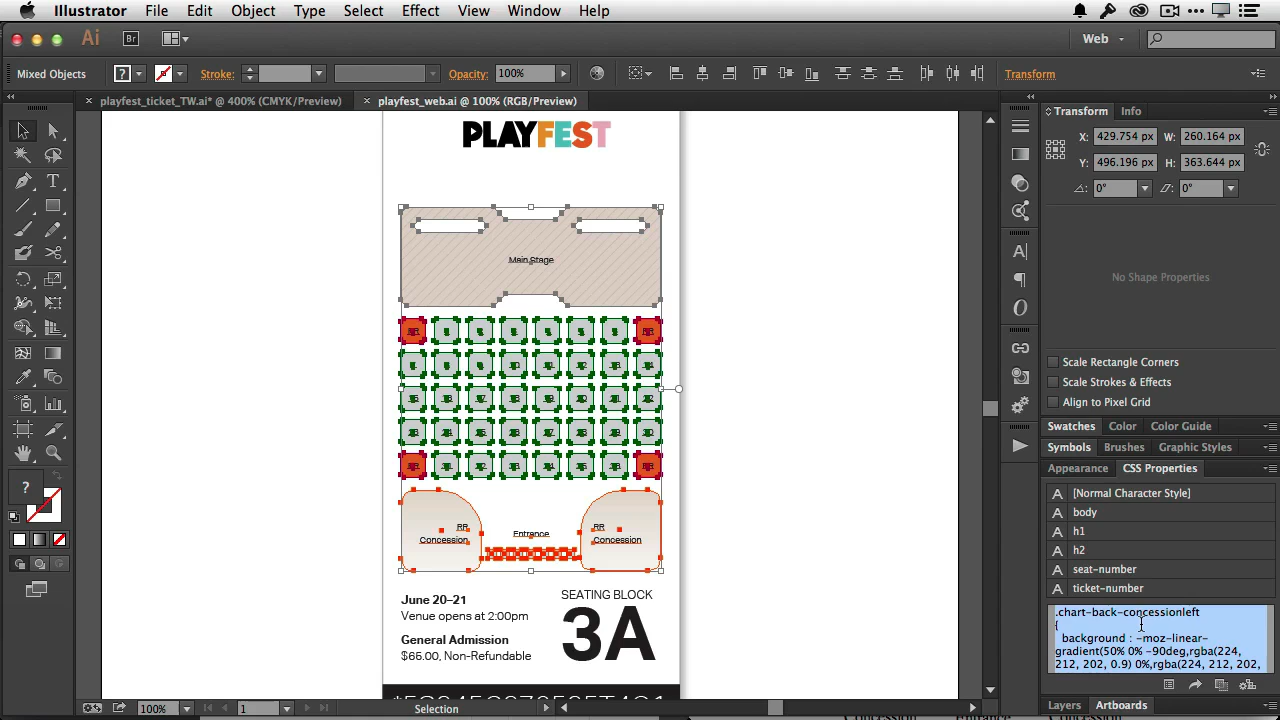 Illustrator File Edit Object Type Select Effect View Window Help
Ai Br Web
Mixed Objects ? Stroke: Opacity: 100% Transform
playfest_ticket_TW.ai* @ 400% (CMYK/Preview) playfest_web.ai @ 100% (RGB/Preview)
Transform Info
X: 429.754 px W: 260.164 px
Y: 496.196 px H: 363.644 px
0° 0°
No Shape Properties
Scale Rectangle Corners
Scale Strokes & Effects
Align to Pixel Grid
Swatches Color Color Guide
Symbols Brushes Graphic Styles
Appearance CSS Properties
[Normal Character Style]
body
h1
h2
seat-number
ticket-number
.chart-back-concessionleft
{
background : -moz-linear-
gradient(50% 0% -90deg,rgba(224,
212, 202, 0.9) 0%,rgba(224, 212, 202,
Layers Artboards
PLAYFEST
Main Stage
RR
Concession
Entrance
RR
Concession
June 20–21
Venue opens at 2:00pm
General Admission
$65.00, Non-Refundable
SEATING BLOCK
3A
?
100% 1 Selection